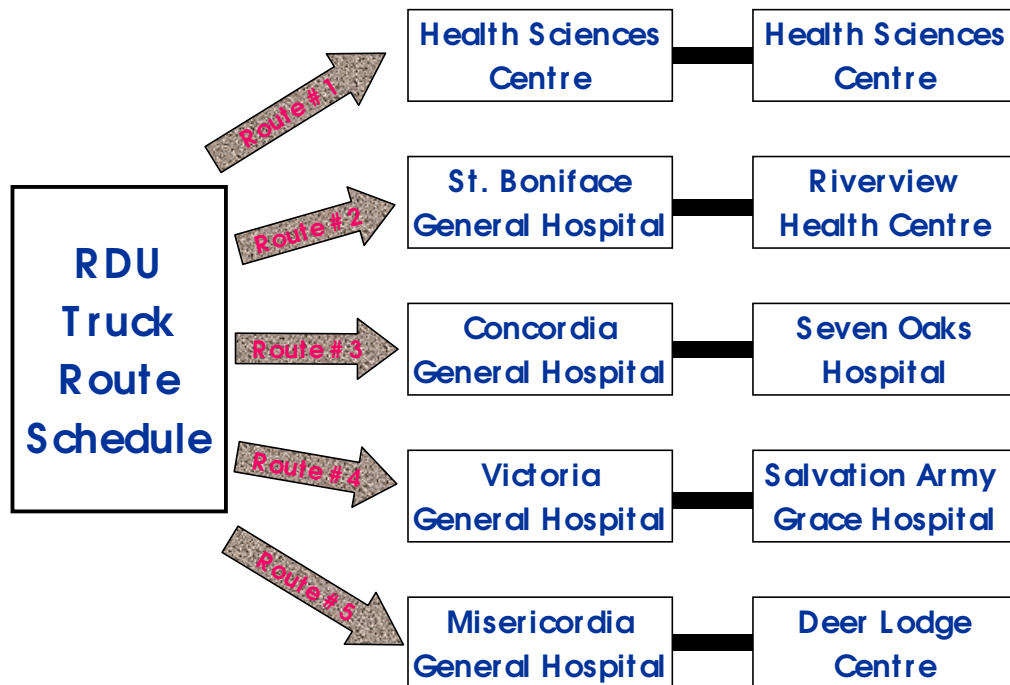 RDU
Truck
Route
Schedule
Route # 1
Health Sciences
Centre
Health Sciences
Centre
Route # 2
St. Boniface
General Hospital
Riverview
Health Centre
Route # 3
Concordia
General Hospital
Seven Oaks
Hospital
Route # 4
Victoria
General Hospital
Salvation Army
Grace Hospital
Route # 5
Misericordia
General Hospital
Deer Lodge
Centre